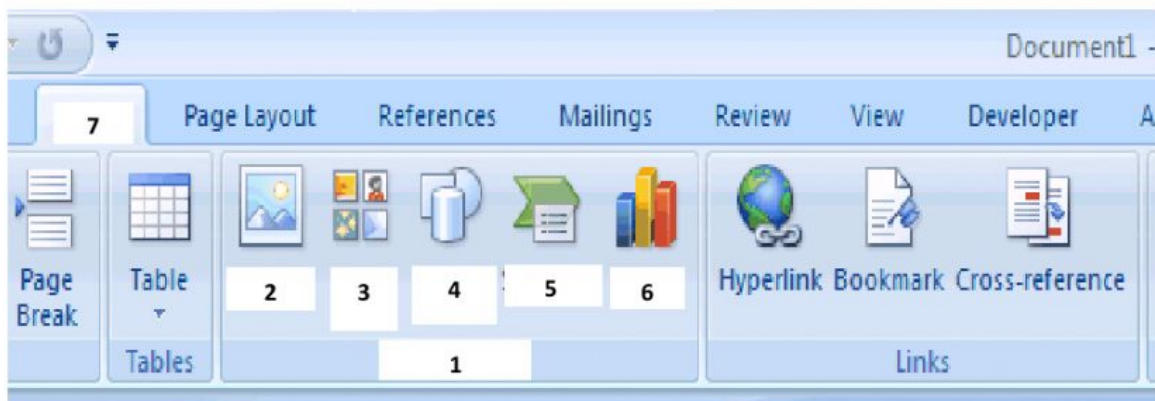 Document1 -
7 Page Layout References Mailings Review View Developer A
Page Break Table 2 3 4 5 6 Hyperlink Bookmark Cross-reference
Tables 1 Links